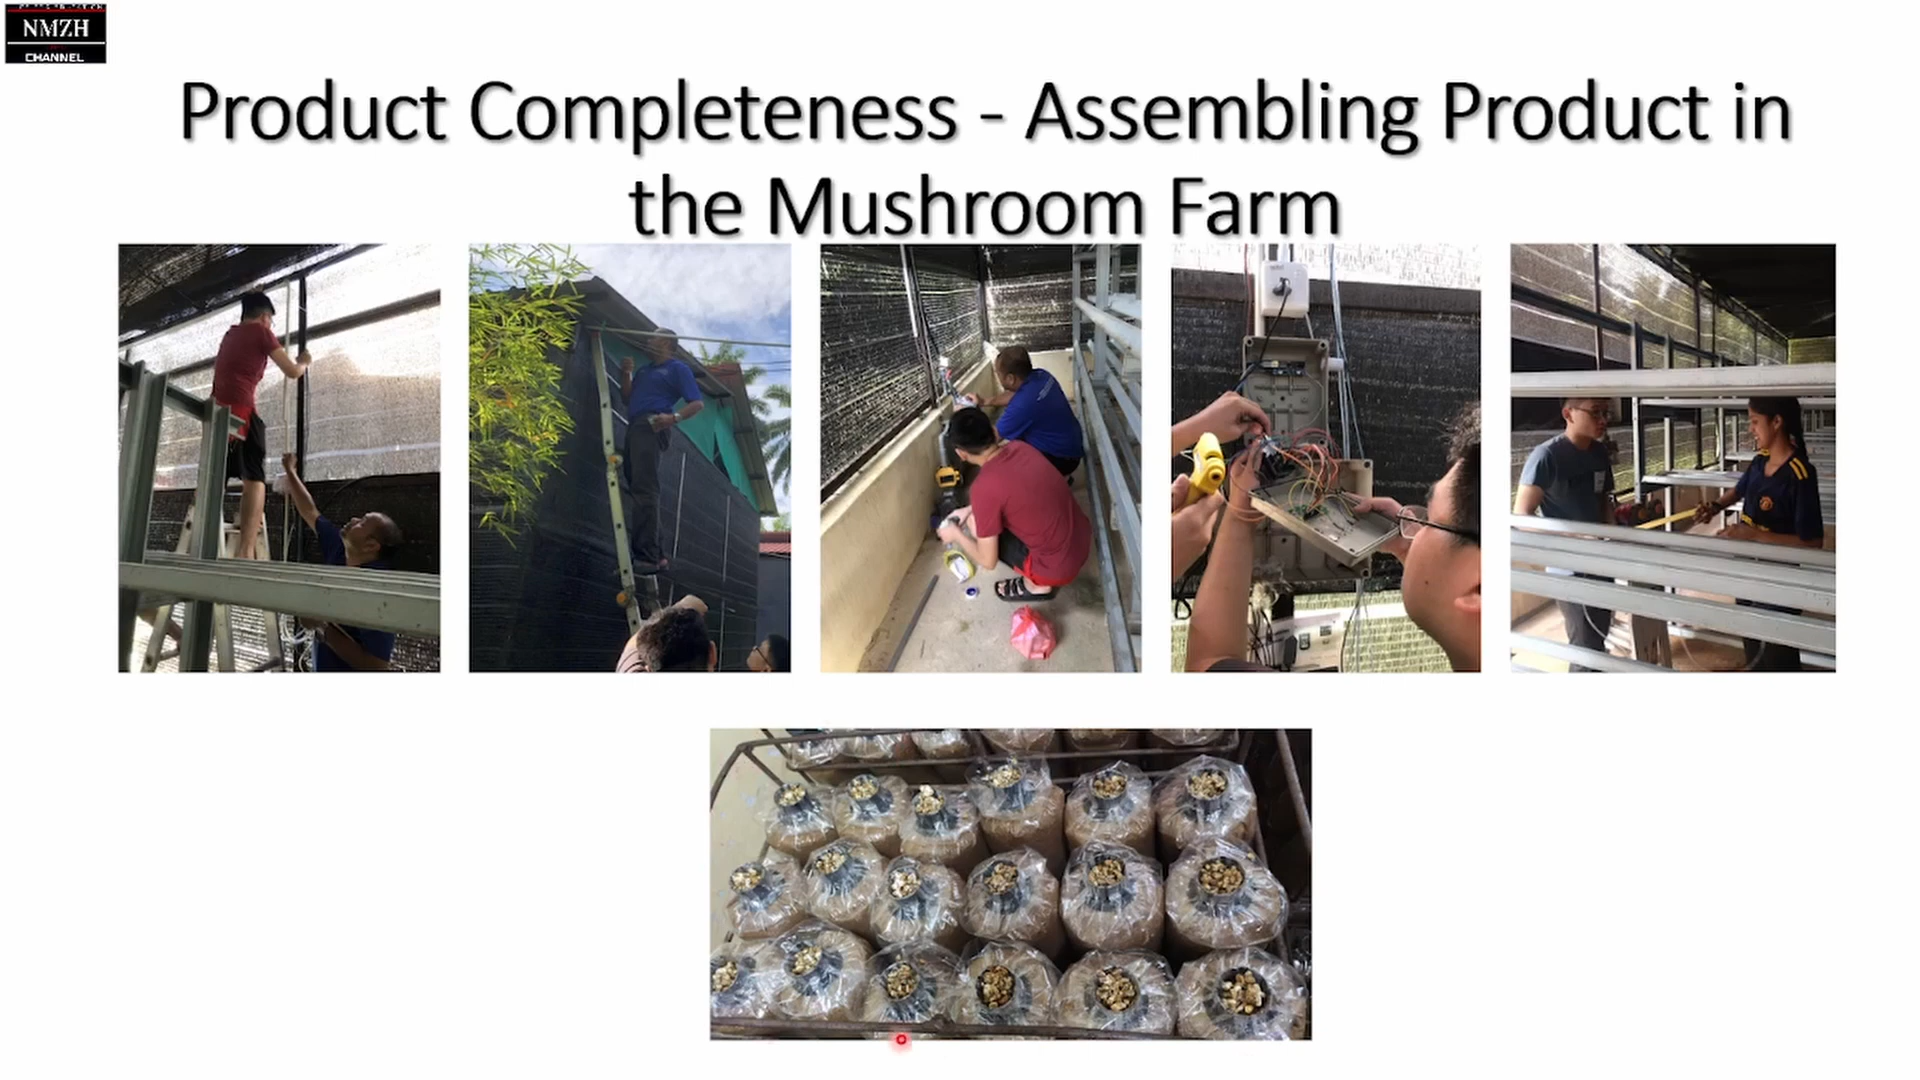 NMZH
CHANNEL
Product Completeness - Assembling Product in
the Mushroom Farm